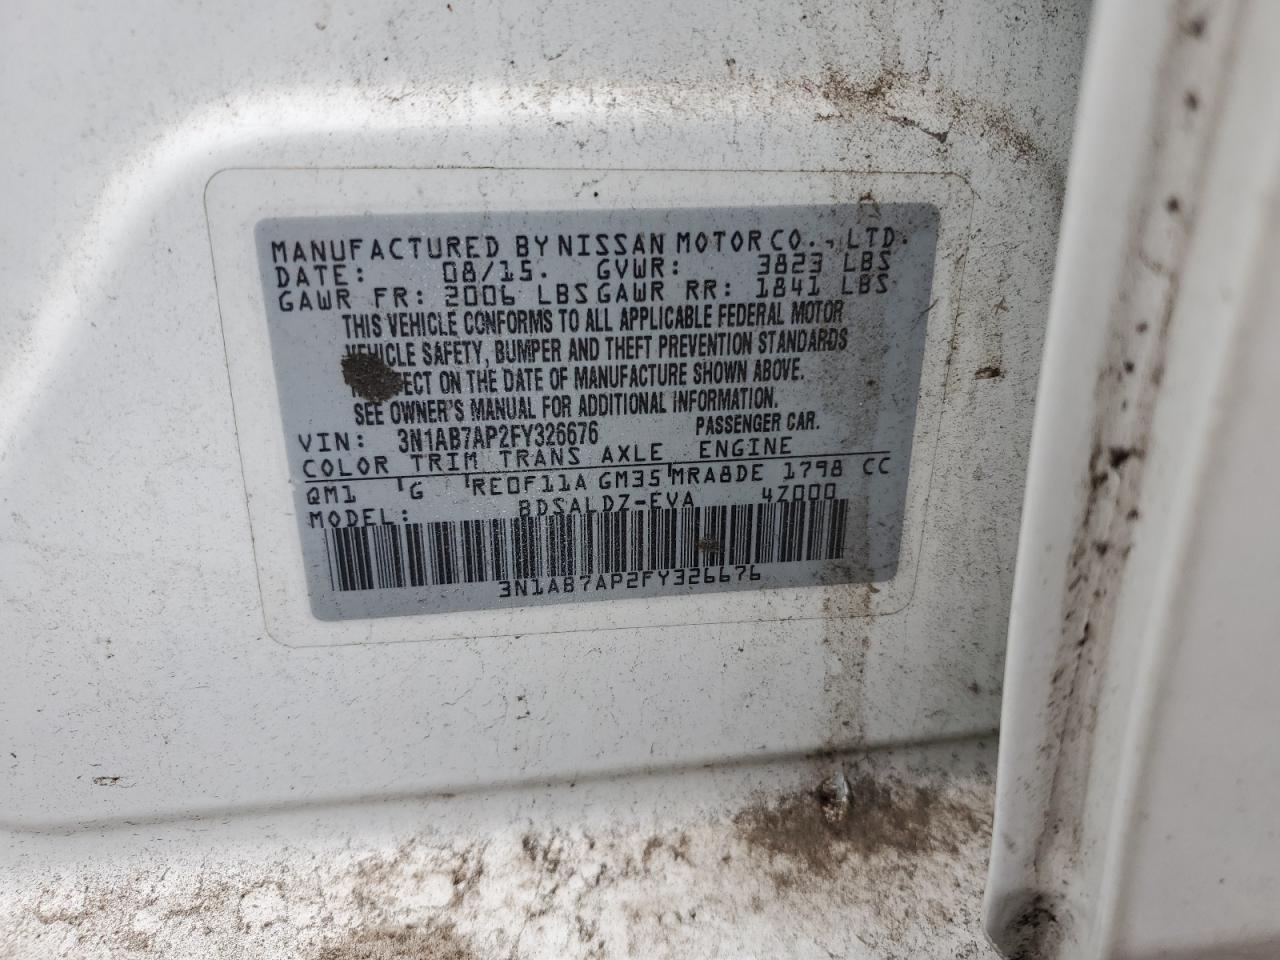 MANUFACTURED BY NISSAN MOTOR CO., LTD.
DATE: 08/15. GVWR: 3823 LBS
GAWR FR: 2006 LBS GAWR RR: 1841 LBS
THIS VEHICLE CONFORMS TO ALL APPLICABLE FEDERAL MOTOR
VEHICLE SAFETY, BUMPER AND THEFT PREVENTION STANDARDS
ON THE DATE OF MANUFACTURE SHOWN ABOVE.
SEE OWNER'S MANUAL FOR ADDITIONAL INFORMATION.
VIN: 3N1AB7AP2FY326676 PASSENGER CAR.
COLOR TRIM TRANS AXLE ENGINE
QM1 G RE0F11A GM35 MRA8DE 1798 CC
MODEL: BDSALDZ-EVA 4Z000
3N1AB7AP2FY326676